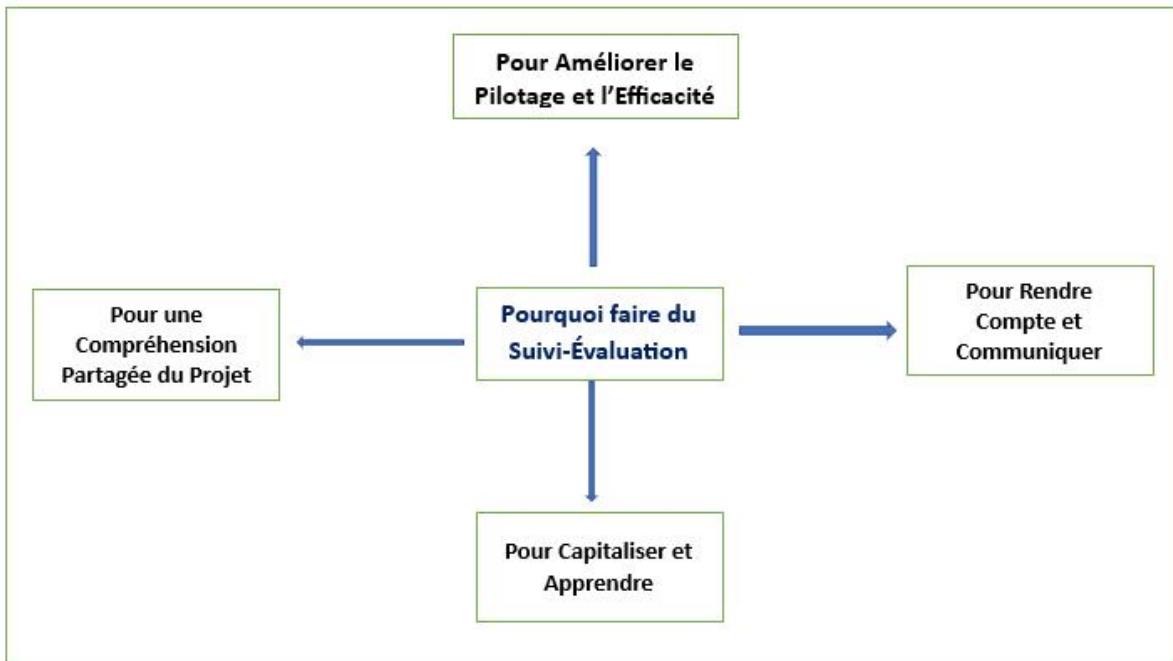 Pour Améliorer le
Pilotage et l'Efficacité
Pour une
Compréhension
Partagée du Projet
Pourquoi faire du
Suivi-Évaluation
Pour Rendre
Compte et
Communiquer
Pour Capitaliser et
Apprendre